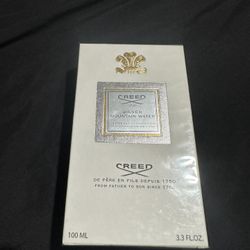 CREED
SILVER
MOUNTAIN WATER
CREED
DE PÈRE EN FILS DEPUIS 1760
FROM FATHER TO SON SINCE 1760
100 ML
3.3 FL.OZ.